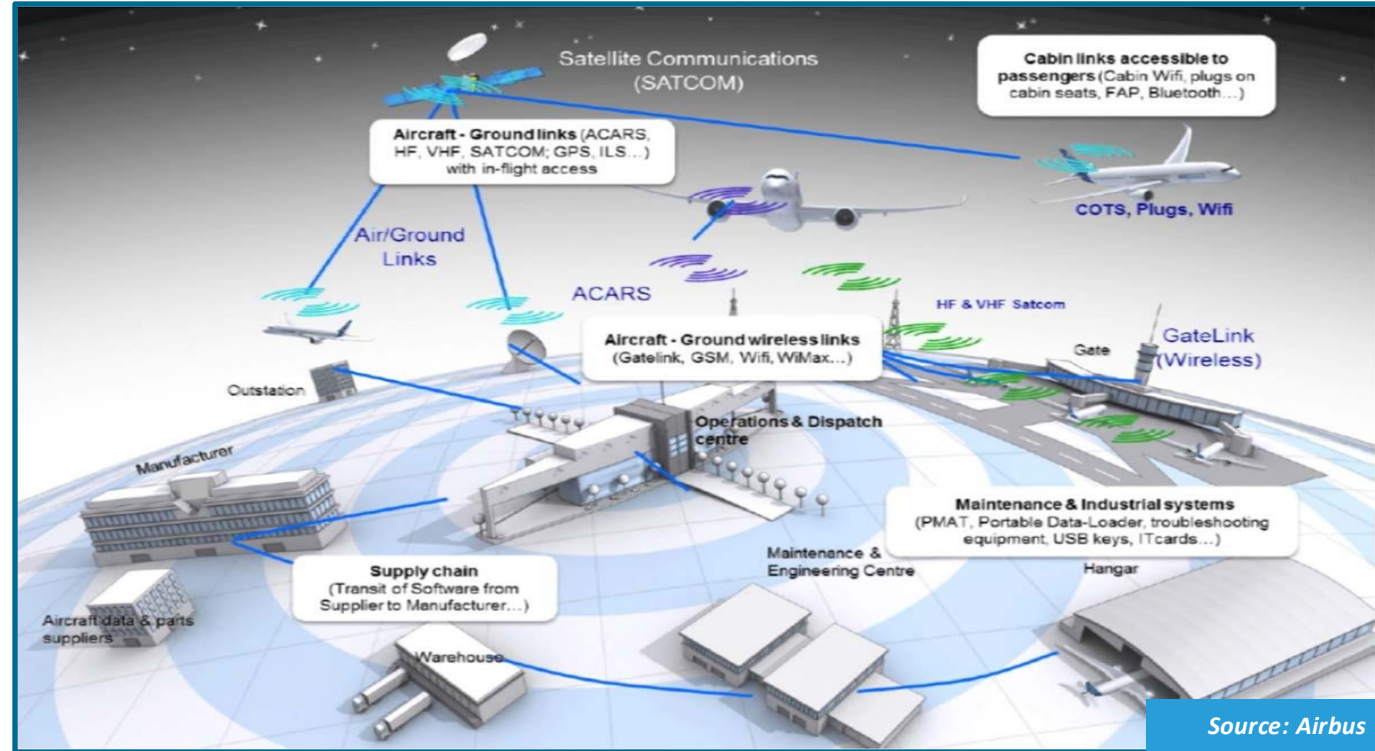 Satellite Communications
(SATCOM)
Cabin links accessible to
passengers (Cabin Wifi, plugs on
cabin seats, FAP, Bluetooth...)
Aircraft - Ground links (ACARS,
HF, VHF, SATCOM; GPS, ILS...)
with in-flight access
COTS, Plugs, Wifi
Air/Ground
Links
ACARS
HF & VHF Satcom
Aircraft - Ground wireless links
(Gatelink, GSM, Wifi, WiMax...)
Gate
GateLink
(Wireless)
Outstation
Operations & Dispatch
centre
Manufacturer
Maintenance & Industrial systems
(PMAT, Portable Data-Loader, troubleshooting
equipment, USB keys, ITcards...)
Supply chain
(Transit of Software from
Supplier to Manufacturer...)
Maintenance &
Engineering Centre
Hangar
Aircraft data & parts
suppliers
Warehouse
Source: Airbus